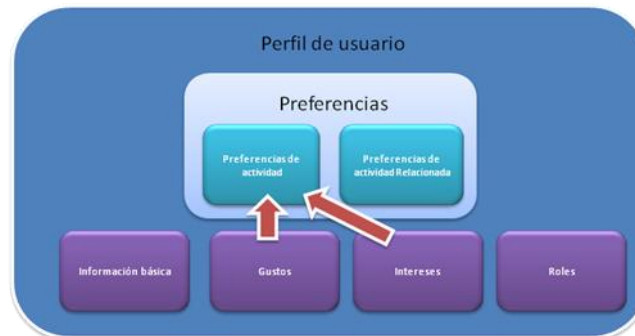 Perfil de usuario
Preferencias
Preferencias de
actividad
Preferencias de
actividad Relacionada
Información básica
Gustos
Intereses
Roles